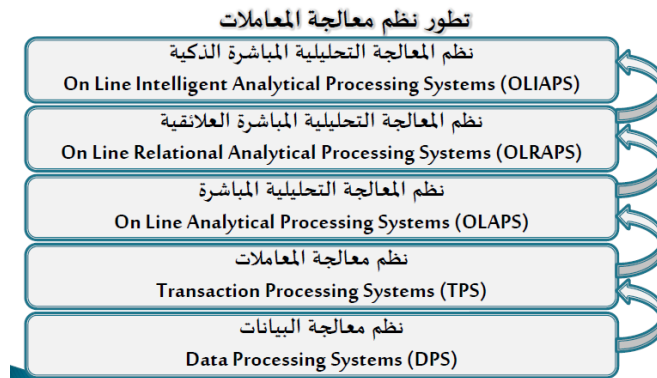 تطور نظم معالجة المعاملات
نظم المعالجة التحليلية المباشرة الذكية
On Line Intelligent Analytical Processing Systems (OLIAPS)
نظم المعالجة التحليلية المباشرة العلائقية
On Line Relational Analytical Processing Systems (OLRAPS)
نظم المعالجة التحليلية المباشرة
On Line Analytical Processing Systems (OLAPS)
نظم معالجة المعاملات
Transaction Processing Systems (TPS)
نظم معالجة البيانات
Data Processing Systems (DPS)